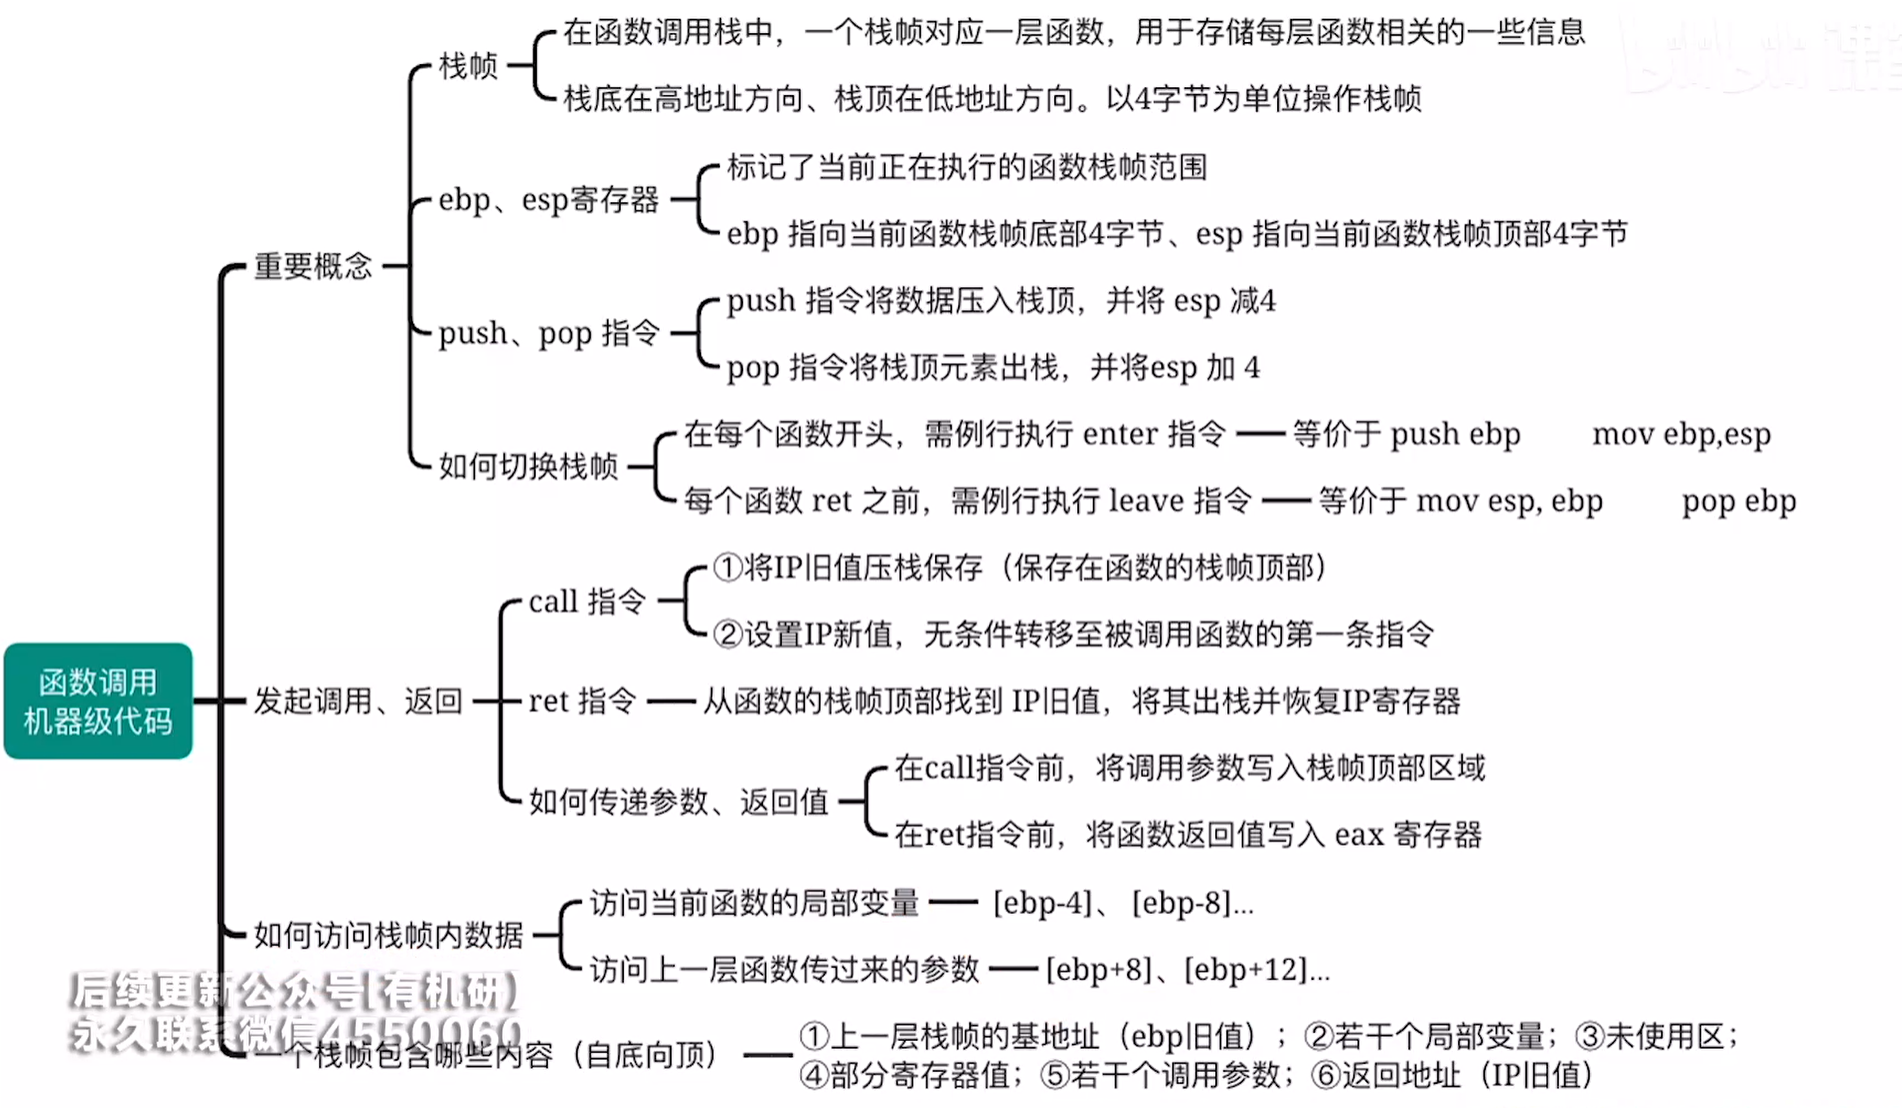 在函数调用栈中，一个栈帧对应一层函数，用于存储每层函数相关的一些信息
栈帧
栈底在高地址方向、栈顶在低地址方向。以4字节为单位操作栈帧
标记了当前正在执行的函数栈帧范围
ebp、esp寄存器
ebp 指向当前函数栈帧底部4字节、esp 指向当前函数栈帧顶部4字节
重要概念
push 指令将数据压入栈顶，并将 esp 减4
push、pop 指令
pop 指令将栈顶元素出栈，并将esp 加 4
在每个函数开头，需例行执行 enter 指令 等价于 push ebp mov ebp,esp
如何切换栈帧
每个函数 ret 之前，需例行执行 leave 指令 等价于 mov esp, ebp pop ebp
①将IP旧值压栈保存（保存在函数的栈帧顶部）
call 指令
②设置IP新值，无条件转移至被调用函数的第一条指令
函数调用
机器级代码
发起调用、返回
ret 指令 从函数的栈帧顶部找到 IP旧值，将其出栈并恢复IP寄存器
在call指令前，将调用参数写入栈帧顶部区域
如何传递参数、返回值
在ret指令前，将函数返回值写入 eax 寄存器
访问当前函数的局部变量 [ebp-4]、 [ebp-8]...
如何访问栈帧内数据
访问上一层函数传过来的参数 [ebp+8]、[ebp+12]...
后续更新公众号[有机研]
永久联系微信4550060
一个栈帧包含哪些内容（自底向顶）
①上一层栈帧的基地址（ebp旧值）；②若干个局部变量；③未使用区；
④部分寄存器值；⑤若干个调用参数；⑥返回地址（IP旧值）